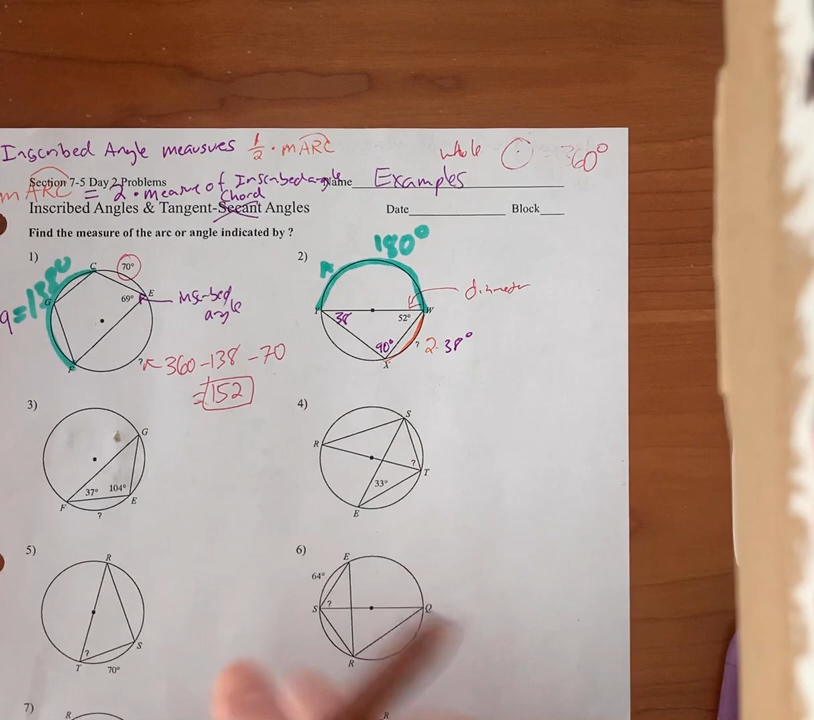 Inscribed Angle measures 1/2 · mARC
whole = 360°
Section 7-5 Day 2 Problems
Name Examples
mARC = 2 · measure of Inscribed angle
Chord
Inscribed Angles & Tangent-Secant Angles
Date Block
Find the measure of the arc or angle indicated by ?
1)
C
70°
G
69°
E
Inscribed
angle
=138°
?
360-138-70
=152
2)
180°
diameter
Y
W
38
52°
90°
X
?
2·38°
3)
G
37°
104°
F
E
?
4)
S
R
?
T
33°
E
5)
R
S
?
T
70°
6)
E
64°
S
?
Q
R
7)
R
R